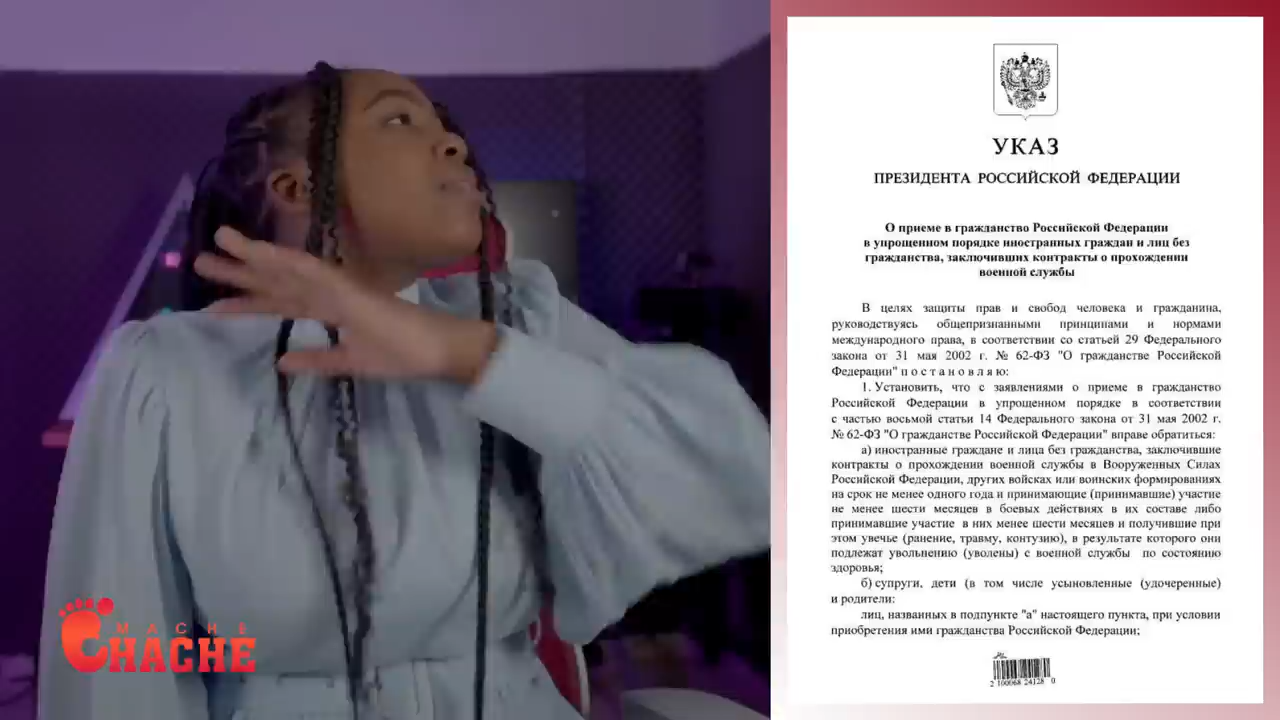 MACHE
CHACHE
УКАЗ
ПРЕЗИДЕНТА РОССИЙСКОЙ ФЕДЕРАЦИИ
О приеме в гражданство Российской Федерации
в упрощенном порядке иностранных граждан и лиц без
гражданства, заключивших контракты о прохождении
военной службы
В целях защиты прав и свобод человека и гражданина,
руководствуясь общепризнанными принципами и нормами
международного права, в соответствии со статьей 29 Федерального
закона от 31 мая 2002 г. № 62-ФЗ "О гражданстве Российской
Федерации" п о с т а н о в л я ю:
1. Установить, что с заявлениями о приеме в гражданство
Российской Федерации в упрощенном порядке в соответствии
с частью восьмой статьи 14 Федерального закона от 31 мая 2002 г.
№ 62-ФЗ "О гражданстве Российской Федерации" вправе обратиться:
а) иностранные граждане и лица без гражданства, заключившие
контракты о прохождении военной службы в Вооруженных Силах
Российской Федерации, других войсках или воинских формированиях
на срок не менее одного года и принимающие (принимавшие) участие
не менее шести месяцев в боевых действиях в их составе либо
принимавшие участие в них менее шести месяцев и получившие при
этом увечье (ранение, травму, контузию), в результате которого они
подлежат увольнению (уволены) с военной службы по состоянию
здоровья;
б) супруги, дети (в том числе усыновленные (удочеренные)
и родители:
лиц, названных в подпункте "а" настоящего пункта, при условии
приобретения ими гражданства Российской Федерации;
2 100068 24128 0